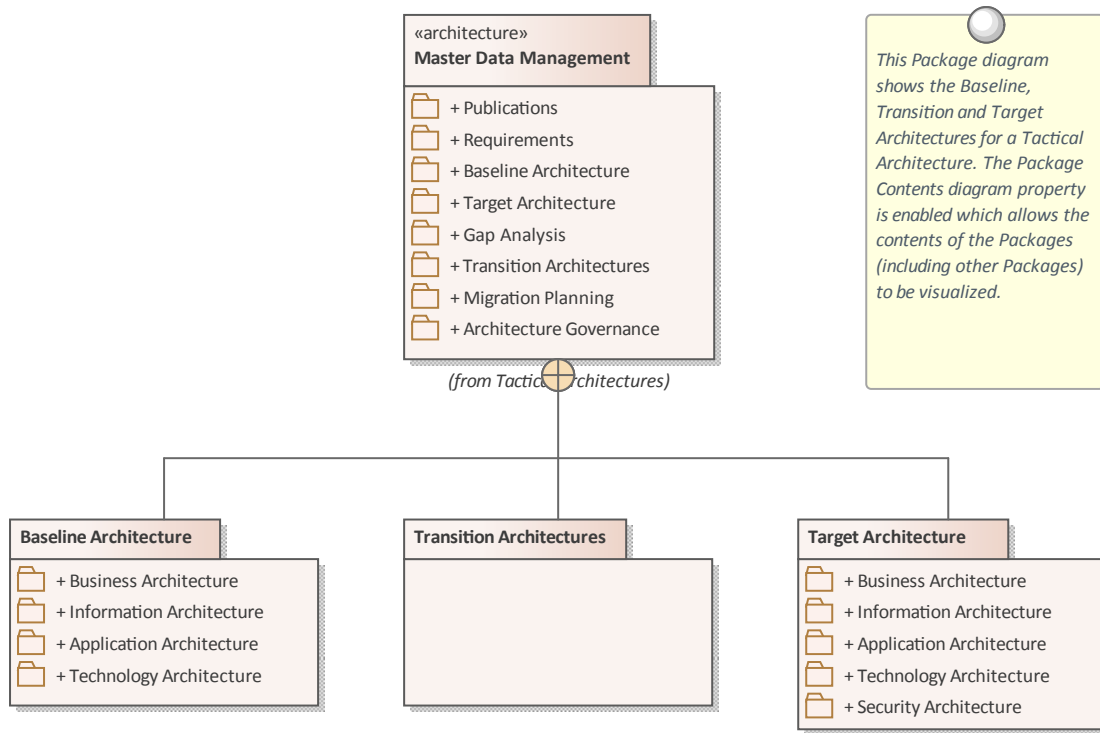 «architecture»
Master Data Management
+ Publications
+ Requirements
+ Baseline Architecture
+ Target Architecture
+ Gap Analysis
+ Transition Architectures
+ Migration Planning
+ Architecture Governance
(from Tactical Architectures)
This Package diagram
shows the Baseline,
Transition and Target
Architectures for a Tactical
Architecture. The Package
Contents diagram property
is enabled which allows the
contents of the Packages
(including other Packages)
to be visualized.
Baseline Architecture
+ Business Architecture
+ Information Architecture
+ Application Architecture
+ Technology Architecture
Transition Architectures
Target Architecture
+ Business Architecture
+ Information Architecture
+ Application Architecture
+ Technology Architecture
+ Security Architecture